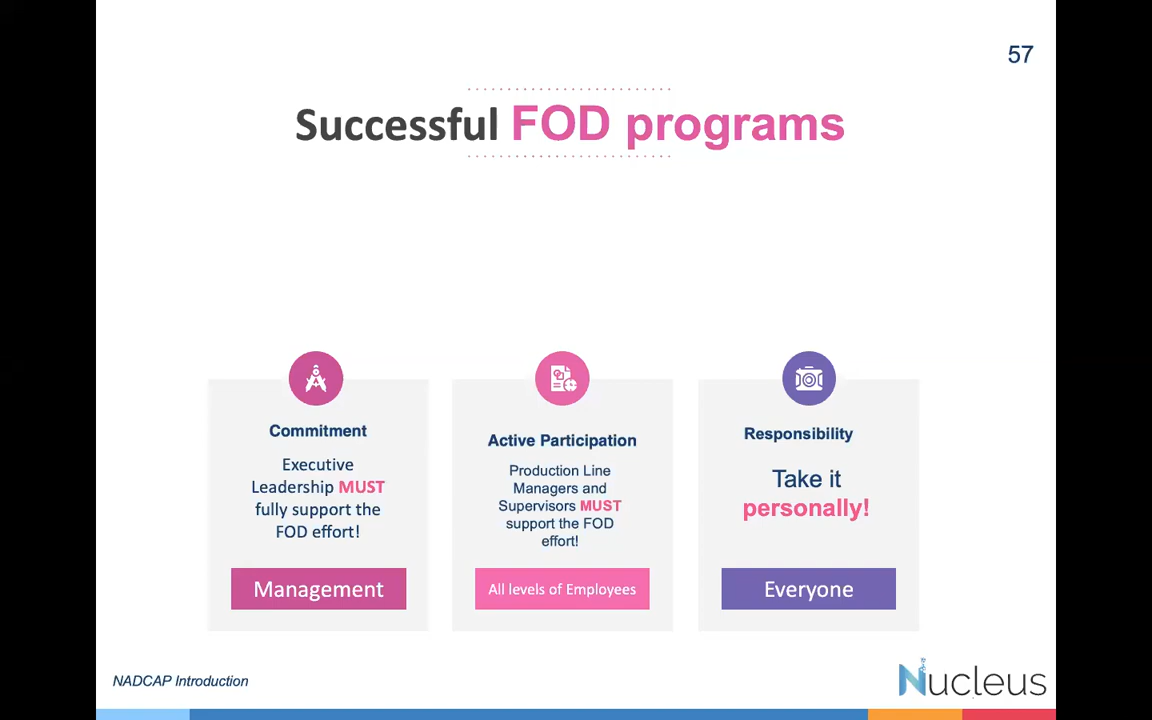 57
Successful FOD programs
Commitment
Executive
Leadership MUST
fully support the
FOD effort!
Management
Active Participation
Production Line
Managers and
Supervisors MUST
support the FOD
effort!
All levels of Employees
Responsibility
Take it
personally!
Everyone
NADCAP Introduction
Nucleus